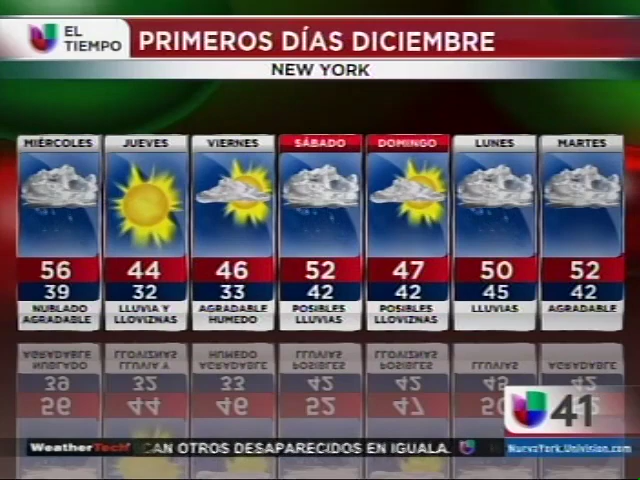 EL
TIEMPO
PRIMEROS DÍAS DICIEMBRE
NEW YORK
MIÉRCOLES JUEVES VIERNES SÁBADO DOMINGO LUNES MARTES
56 44 46 52 47 50 52
39 32 33 42 42 45 42
NUBLADO LLUVIA Y AGRADABLE POSIBLES POSIBLES LLUVIAS AGRADABLE
AGRADABLE LLOVIZNAS HUMEDO LLUVIAS LLOVIZNAS
41
WeatherTech CAN OTROS DESAPARECIDOS EN IGUALA.
NuevaYork.Univision.com